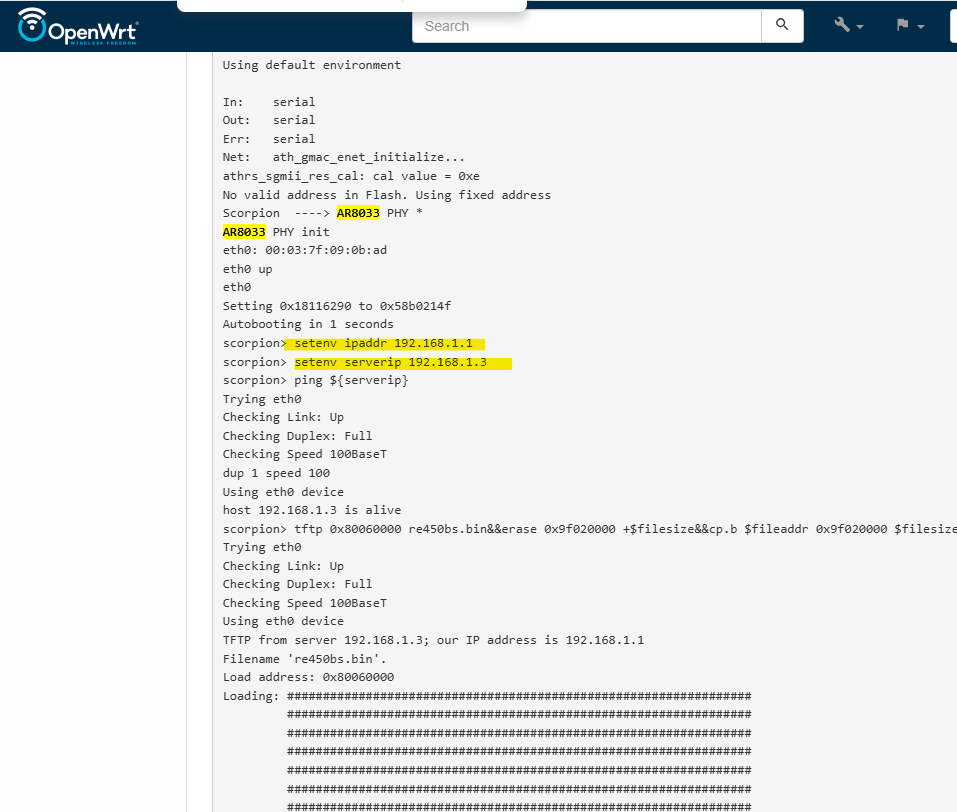 OpenWrt
WIRELESS FREEDOM
Search
Using default environment
In:    serial
Out:   serial
Err:   serial
Net:   ath_gmac_enet_initialize...
athrs_sgmii_res_cal: cal value = 0xe
No valid address in Flash. Using fixed address
Scorpion  ----> AR8033 PHY *
AR8033 PHY init
eth0: 00:03:7f:09:0b:ad
eth0 up
eth0
Setting 0x18116290 to 0x58b0214f
Autobooting in 1 seconds
scorpion> setenv ipaddr 192.168.1.1
scorpion> setenv serverip 192.168.1.3
scorpion> ping ${serverip}
Trying eth0
Checking Link: Up
Checking Duplex: Full
Checking Speed 100BaseT
dup 1 speed 100
Using eth0 device
host 192.168.1.3 is alive
scorpion> tftp 0x80060000 re450bs.bin&&erase 0x9f020000 +$filesize&&cp.b $fileaddr 0x9f020000 $filesize
Trying eth0
Checking Link: Up
Checking Duplex: Full
Checking Speed 100BaseT
Using eth0 device
TFTP from server 192.168.1.3; our IP address is 192.168.1.1
Filename 're450bs.bin'.
Load address: 0x80060000
Loading: #################################################################
         #################################################################
         #################################################################
         #################################################################
         #################################################################
         #################################################################
         #################################################################